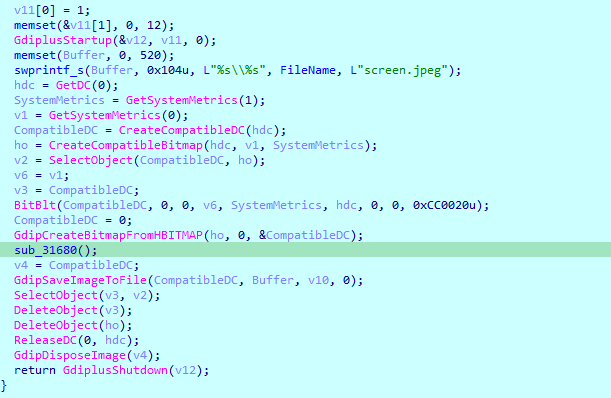 v11[0] = 1;
memset(&v11[1], 0, 12);
GdiplusStartup(&v12, v11, 0);
memset(Buffer, 0, 520);
swprintf_s(Buffer, 0x104u, L"%s\\%s", FileName, L"screen.jpeg");
hdc = GetDC(0);
SystemMetrics = GetSystemMetrics(1);
v1 = GetSystemMetrics(0);
CompatibleDC = CreateCompatibleDC(hdc);
ho = CreateCompatibleBitmap(hdc, v1, SystemMetrics);
v2 = SelectObject(CompatibleDC, ho);
v6 = v1;
v3 = CompatibleDC;
BitBlt(CompatibleDC, 0, 0, v6, SystemMetrics, hdc, 0, 0, 0xCC0020u);
CompatibleDC = 0;
GdipCreateBitmapFromHBITMAP(ho, 0, &CompatibleDC);
sub_31680();
v4 = CompatibleDC;
GdipSaveImageToFile(CompatibleDC, Buffer, v10, 0);
SelectObject(v3, v2);
DeleteObject(v3);
DeleteObject(ho);
ReleaseDC(0, hdc);
GdipDisposeImage(v4);
return GdiplusShutdown(v12);
}